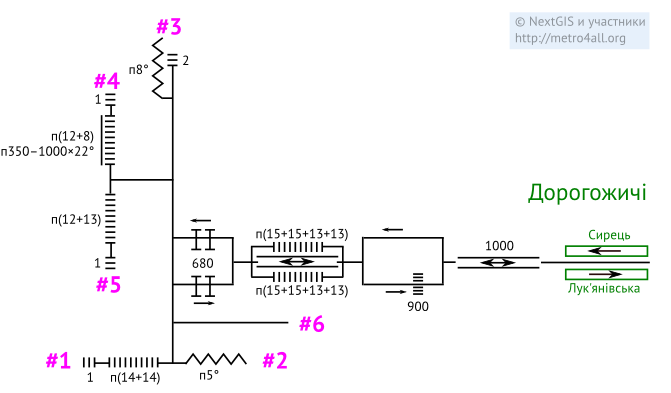 © NextGIS и участники
http://metro4all.org
#3
2
п8°
#4
1
п(12+8)
п350–1000×22°
п(12+13)
1
#5
Дорогожичі
Сирець
Лук'янівська
1000
п(15+15+13+13)
680
п(15+15+13+13)
900
#6
#1
1
п(14+14)
п5°
#2